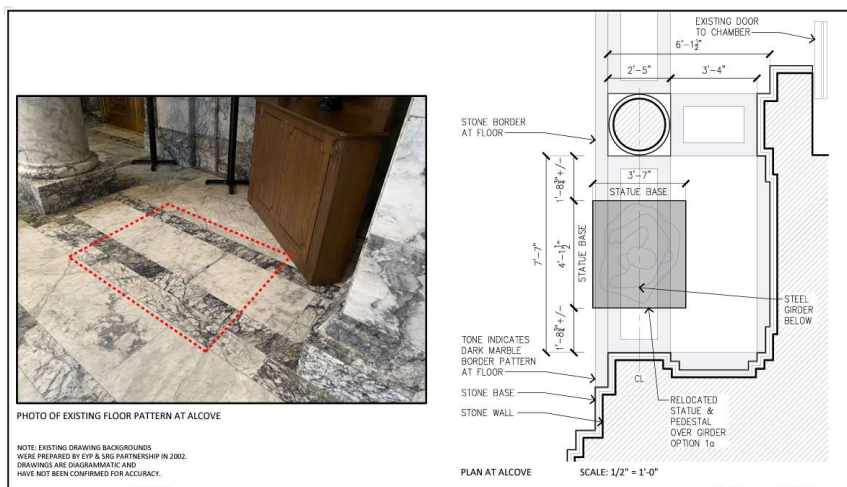 EXISTING DOOR
TO CHAMBER
6'-1½"
2'-5"
3'-4"
STONE BORDER
AT FLOOR
3'-7"
STATUE BASE
1'-8¾"+/-
STATUE BASE
4'-1½"
7'-7"
1'-8¾"+/-
STEEL
GIRDER
BELOW
TONE INDICATES
DARK MARBLE
BORDER PATTERN
AT FLOOR
CL
STONE BASE
STONE WALL
RELOCATED
STATUE &
PEDESTAL
OVER GIRDER
OPTION 1a
PHOTO OF EXISTING FLOOR PATTERN AT ALCOVE
NOTE: EXISTING DRAWING BACKGROUNDS
WERE PREPARED BY EYP & SRG PARTNERSHIP IN 2002.
DRAWINGS ARE DIAGRAMMATIC AND
HAVE NOT BEEN CONFIRMED FOR ACCURACY.
PLAN AT ALCOVE
SCALE: 1/2" = 1'-0"